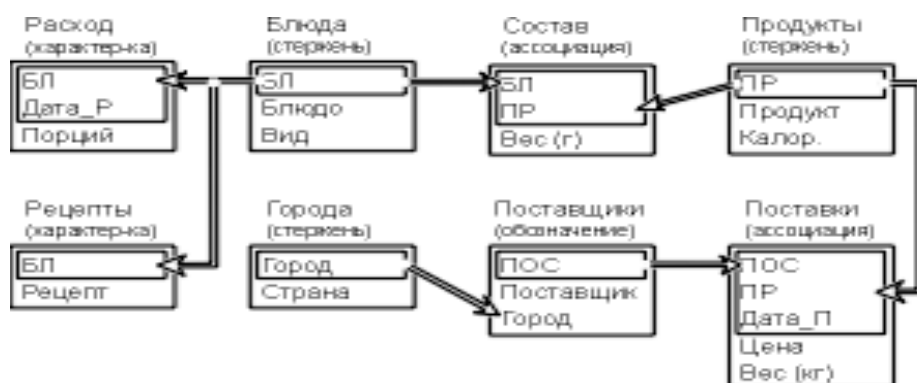 Расход
(характер-ка)
БЛ
Дата_Р
Порций
Блюда
(стержень)
БЛ
Блюдо
Вид
Состав
(ассоциация)
БЛ
ПР
Вес (г)
Продукты
(стержень)
ПР
Продукт
Калор.
Рецепты
(характер-ка)
БЛ
Рецепт
Города
(стержень)
Город
Страна
Поставщики
(обозначение)
ПОС
Поставщик
Город
Поставки
(ассоциация)
ПОС
ПР
Дата_П
Цена
Вес (кг)